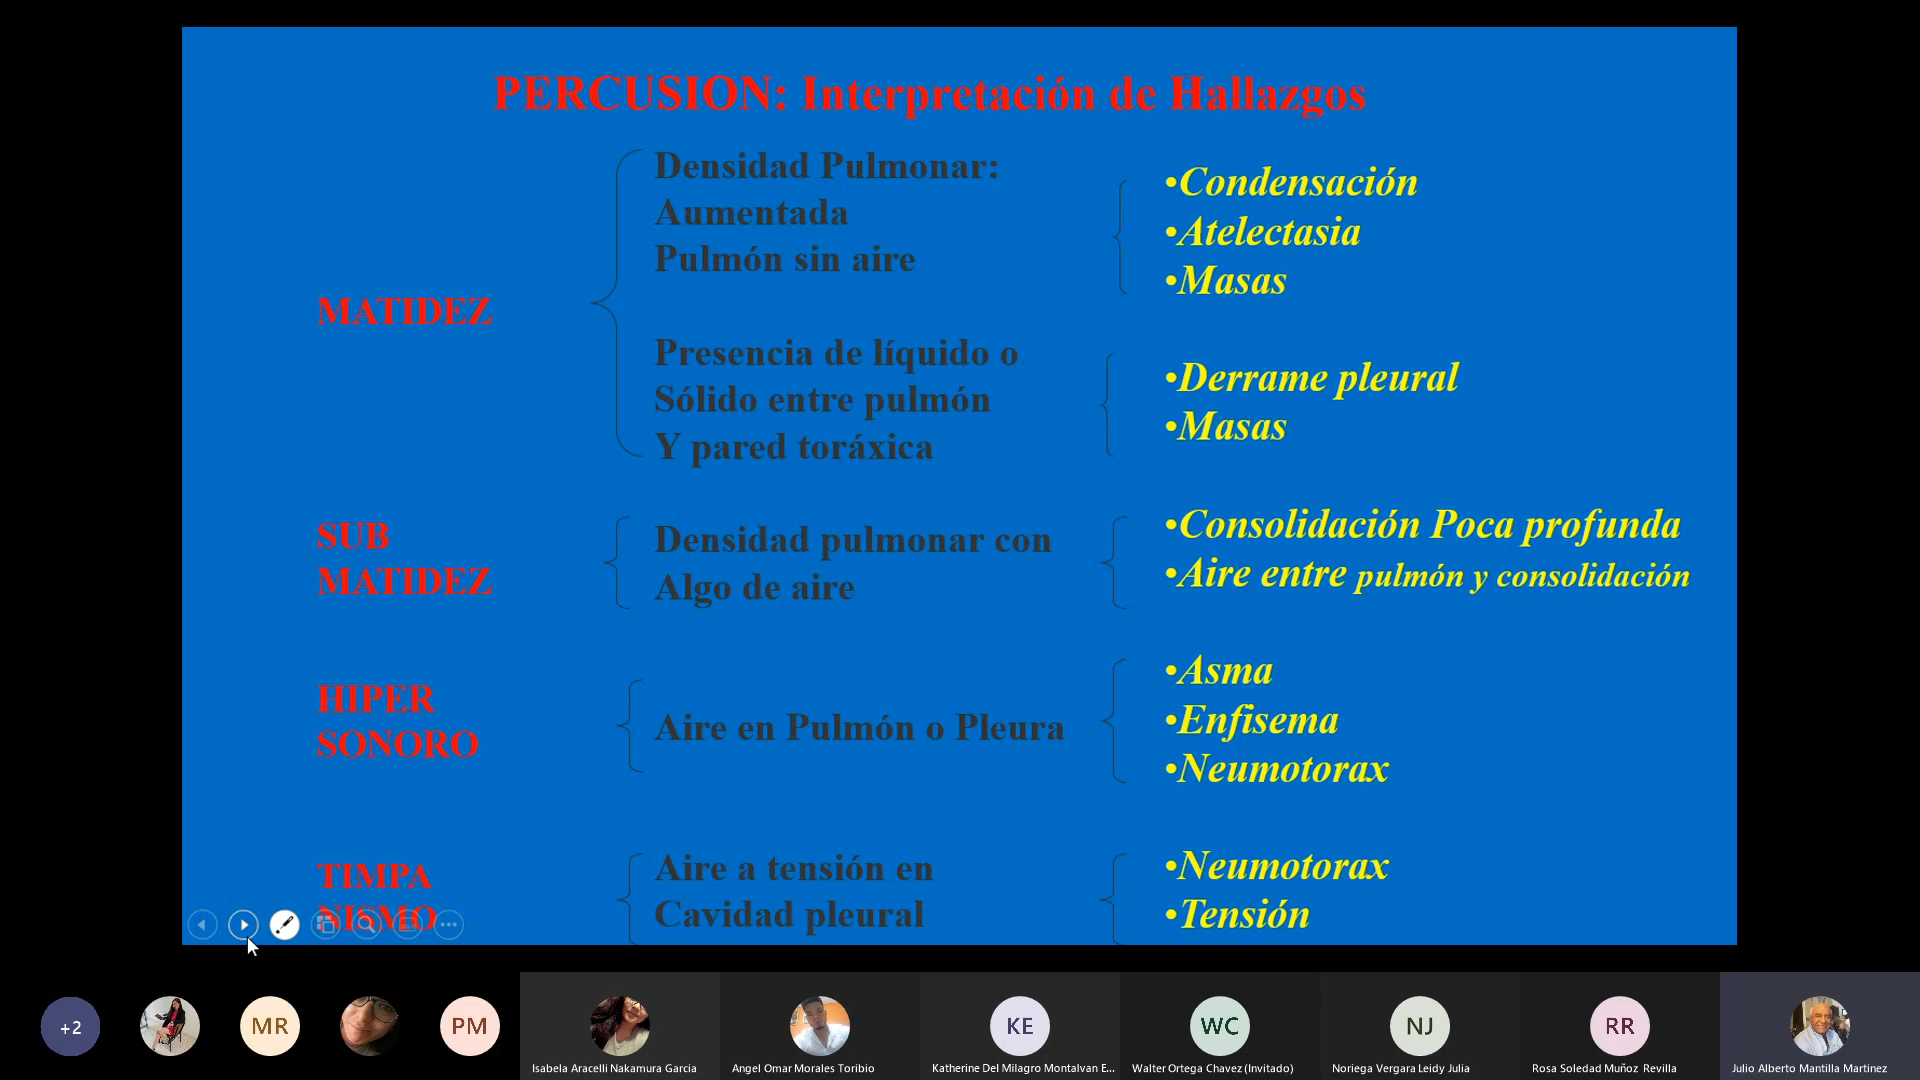 PERCUSION: Interpretación de Hallazgos
MATIDEZ
Densidad Pulmonar:
Aumentada
Pulmón sin aire
•Condensación
•Atelectasia
•Masas
Presencia de líquido o
Sólido entre pulmón
Y pared toráxica
•Derrame pleural
•Masas
SUB
MATIDEZ
Densidad pulmonar con
Algo de aire
•Consolidación Poca profunda
•Aire entre pulmón y consolidación
HIPER
SONORO
Aire en Pulmón o Pleura
•Asma
•Enfisema
•Neumotorax
TIMPA
NISMO
Aire a tensión en
Cavidad pleural
•Neumotorax
•Tensión
+2
MR
PM
KE
WC
NJ
RR
Isabela Aracelli Nakamura Garcia
Angel Omar Morales Toribio
Katherine Del Milagro Montalvan E...
Walter Ortega Chavez (Invitado)
Noriega Vergara Leidy Julia
Rosa Soledad Muñoz Revilla
Julio Alberto Mantilla Martinez